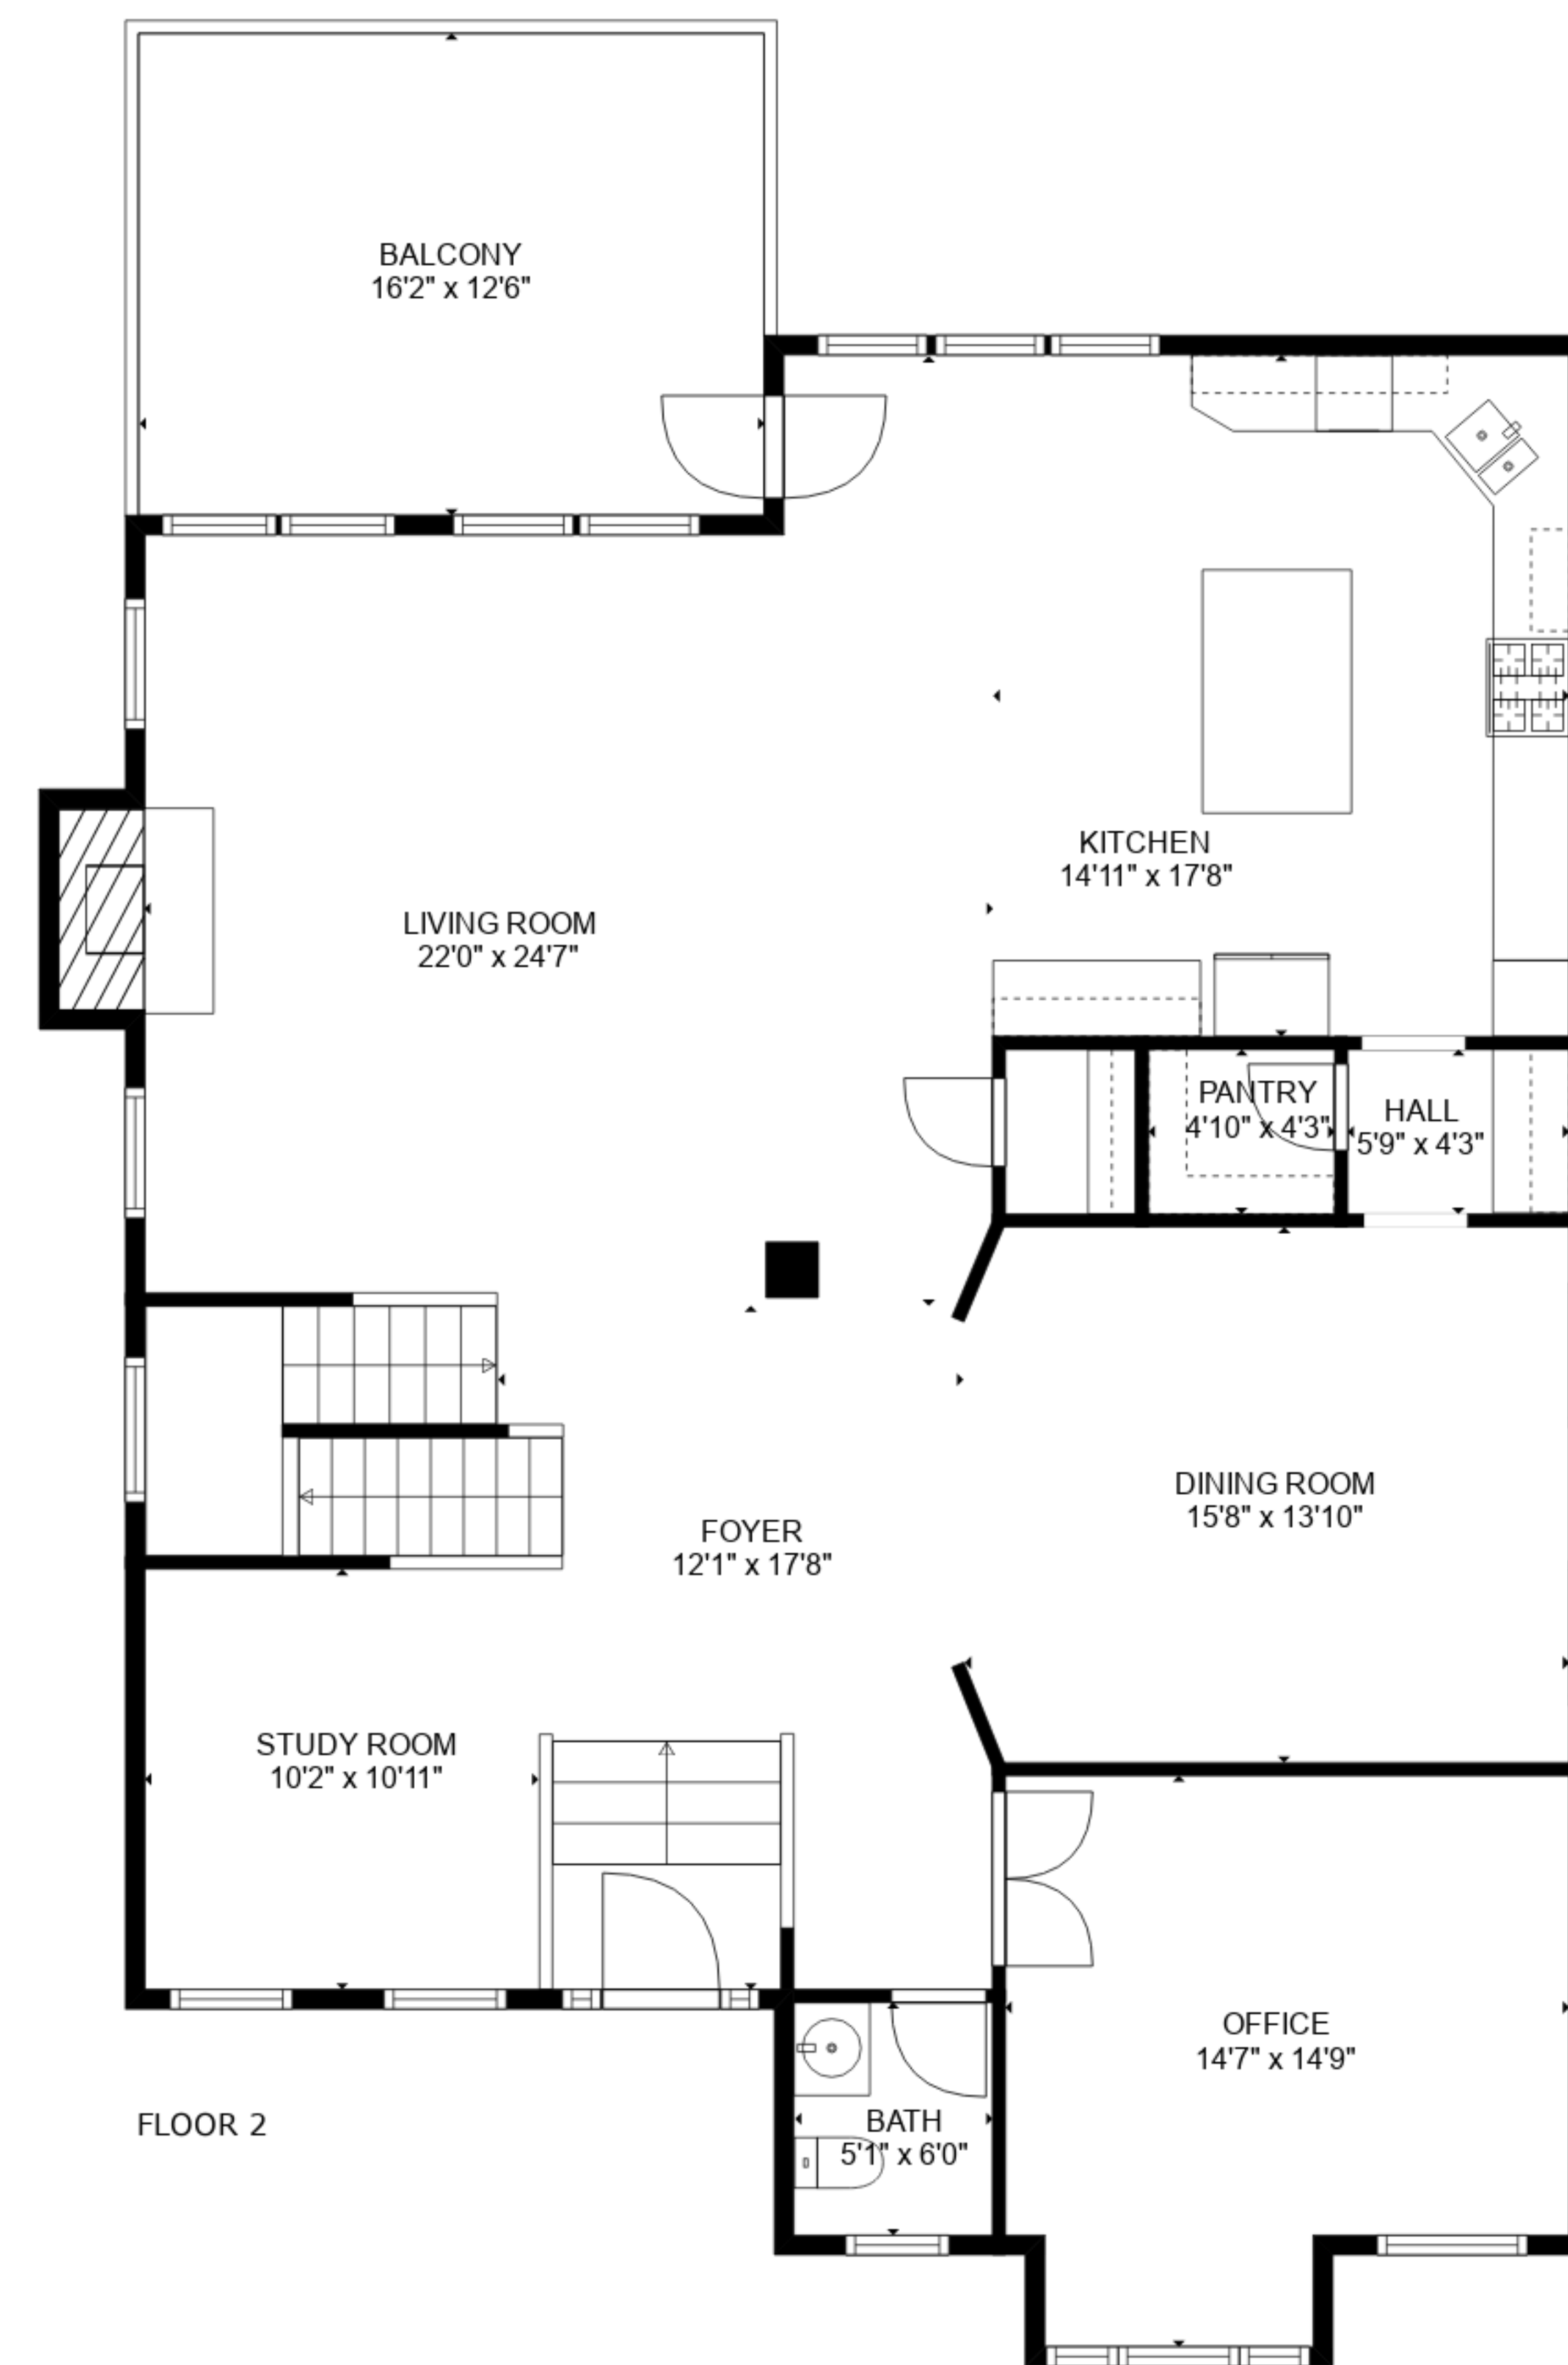 BALCONY
16'2" x 12'6"
KITCHEN
14'11" x 17'8"
LIVING ROOM
22'0" x 24'7"
PANTRY
4'10" x 4'3"
HALL
5'9" x 4'3"
DINING ROOM
15'8" x 13'10"
FOYER
12'1" x 17'8"
STUDY ROOM
10'2" x 10'11"
OFFICE
14'7" x 14'9"
BATH
5'1" x 6'0"
FLOOR 2